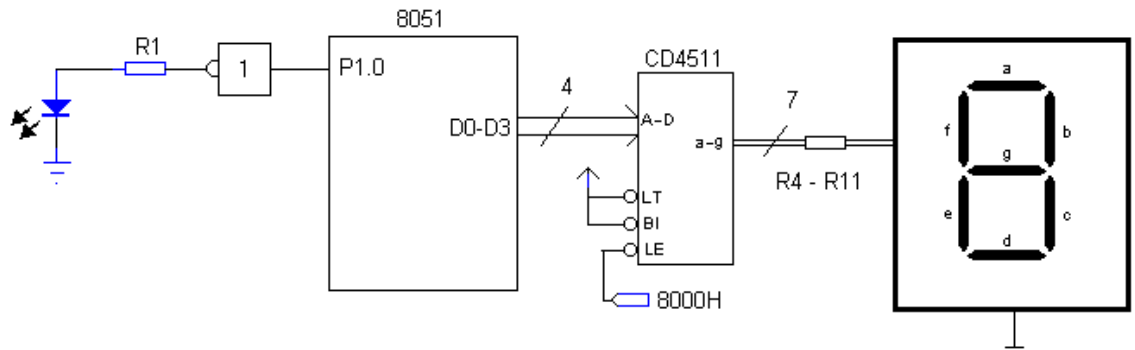 8051
R1
1
P1.0
D0-D3
4
CD4511
A-D
a-g
LT
BI
LE
8000H
7
R4 - R11
a
f
b
g
e
c
d